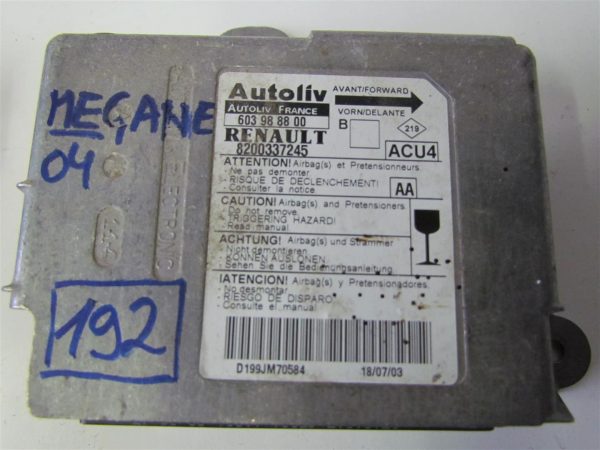 MEGANE
04
192
Autoliv
AUTOLIV FRANCE
603 98 88 00
RENAULT
8200337245
AVANT/FORWARD
VORN/DELANTE
B
219
ACU4
ATTENTION! Airbag(s) et Pretensionneurs
- Ne pas demonter
- RISQUE DE DECLENCHEMENT!
- Consulter la notice
AA
CAUTION! Airbag(s) and Pretensioners
- Do not remove
- TRIGGERING HAZARD!
- Read manual
ACHTUNG! Airbag(s) und Strammer
- Nicht demontieren
- KONNEN AUSLONEN
- Sehen Sie die Bedienungsanleitung
!ATENCION! Airbag(s) y Pretensionadores
- No desmontar
- RIESGO DE DISPARO
- Consulte el manual
D199JM70584
18/07/03